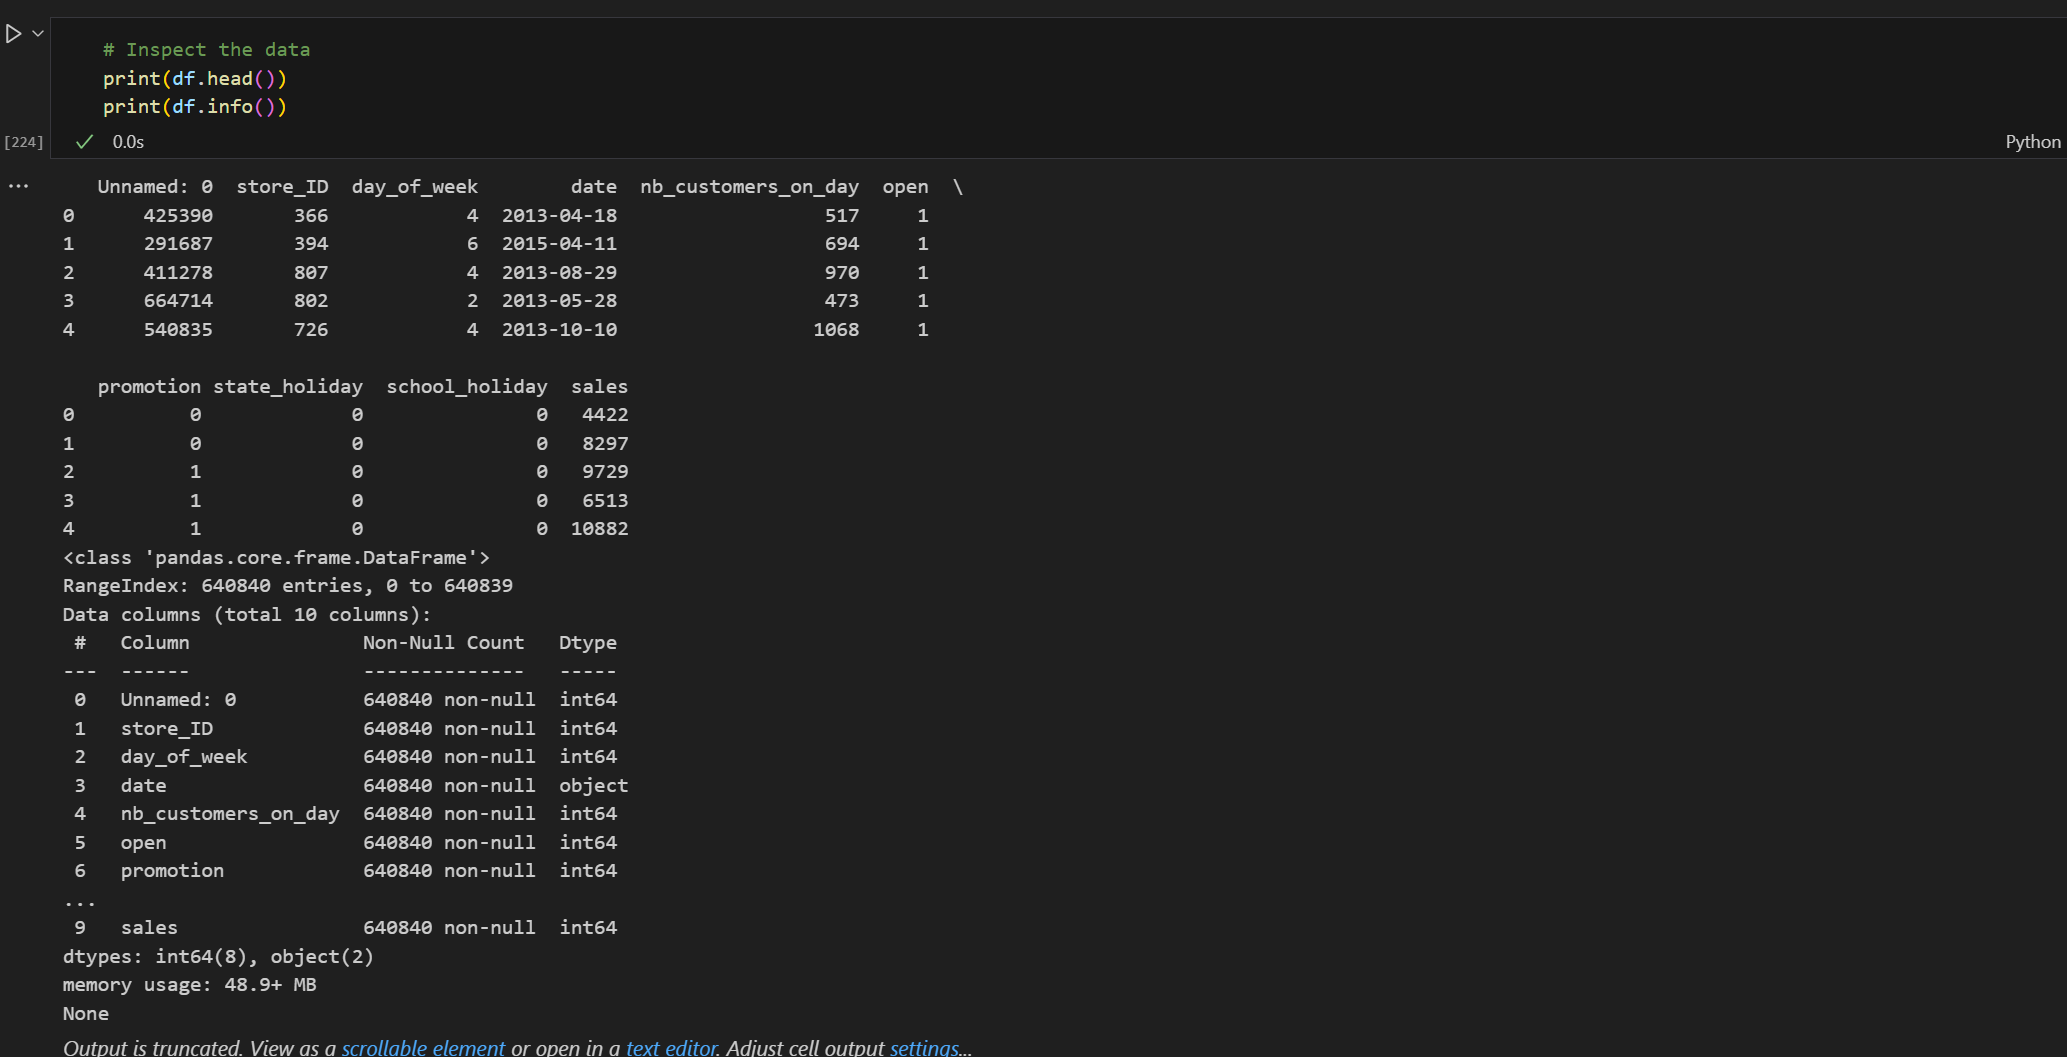 # Inspect the data
print(df.head())
print(df.info())
[224] 0.0s Python
Unnamed: 0 store_ID day_of_week date nb_customers_on_day open \
0 425390 366 4 2013-04-18 517 1
1 291687 394 6 2015-04-11 694 1
2 411278 807 4 2013-08-29 970 1
3 664714 802 2 2013-05-28 473 1
4 540835 726 4 2013-10-10 1068 1
promotion state_holiday school_holiday sales
0 0 0 0 4422
1 0 0 0 8297
2 1 0 0 9729
3 1 0 0 6513
4 1 0 0 10882
<class 'pandas.core.frame.DataFrame'>
RangeIndex: 640840 entries, 0 to 640839
Data columns (total 10 columns):
# Column Non-Null Count Dtype
--- ------ -------------- -----
0 Unnamed: 0 640840 non-null int64
1 store_ID 640840 non-null int64
2 day_of_week 640840 non-null int64
3 date 640840 non-null object
4 nb_customers_on_day 640840 non-null int64
5 open 640840 non-null int64
6 promotion 640840 non-null int64
...
9 sales 640840 non-null int64
dtypes: int64(8), object(2)
memory usage: 48.9+ MB
None
Output is truncated. View as a scrollable element or open in a text editor. Adjust cell output settings...